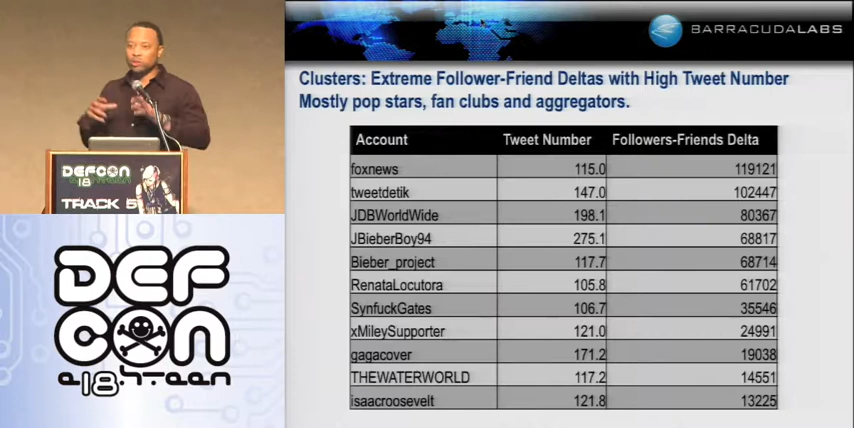 BARRACUDALABS
Clusters: Extreme Follower-Friend Deltas with High Tweet Number
Mostly pop stars, fan clubs and aggregators.
Account Tweet Number Followers-Friends Delta
foxnews 115.0 119121
tweetdetik 147.0 102447
JDBWorldWide 198.1 80367
JBieberBoy94 275.1 68817
Bieber_project 117.7 68714
RenataLocutora 105.8 61702
SynfuckGates 106.7 35546
xMileySupporter 121.0 24991
gagacover 171.2 19038
THEWATERWORLD 117.2 14551
isaacroosevelt 121.8 13225
DEFCON
18
TRACK 5
DEF
CON
e18h-teen